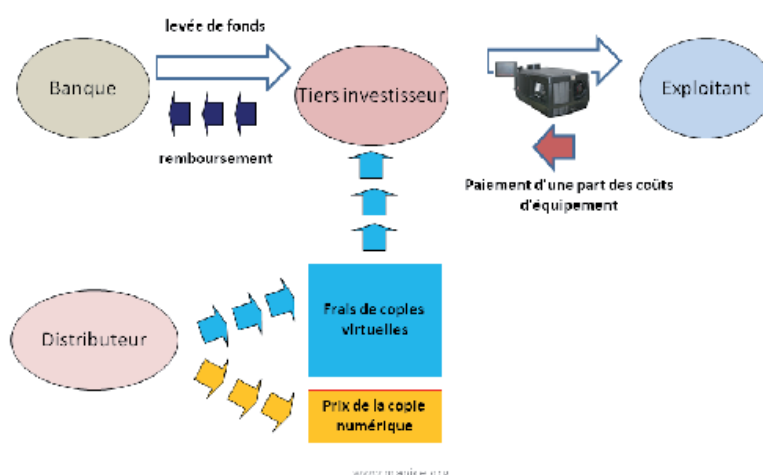 levée de fonds
Banque
Tiers investisseur
Exploitant
remboursement
Paiement d'une part des coûts
d'équipement
Frais de copies
virtuelles
Distributeur
Prix de la copie
numérique